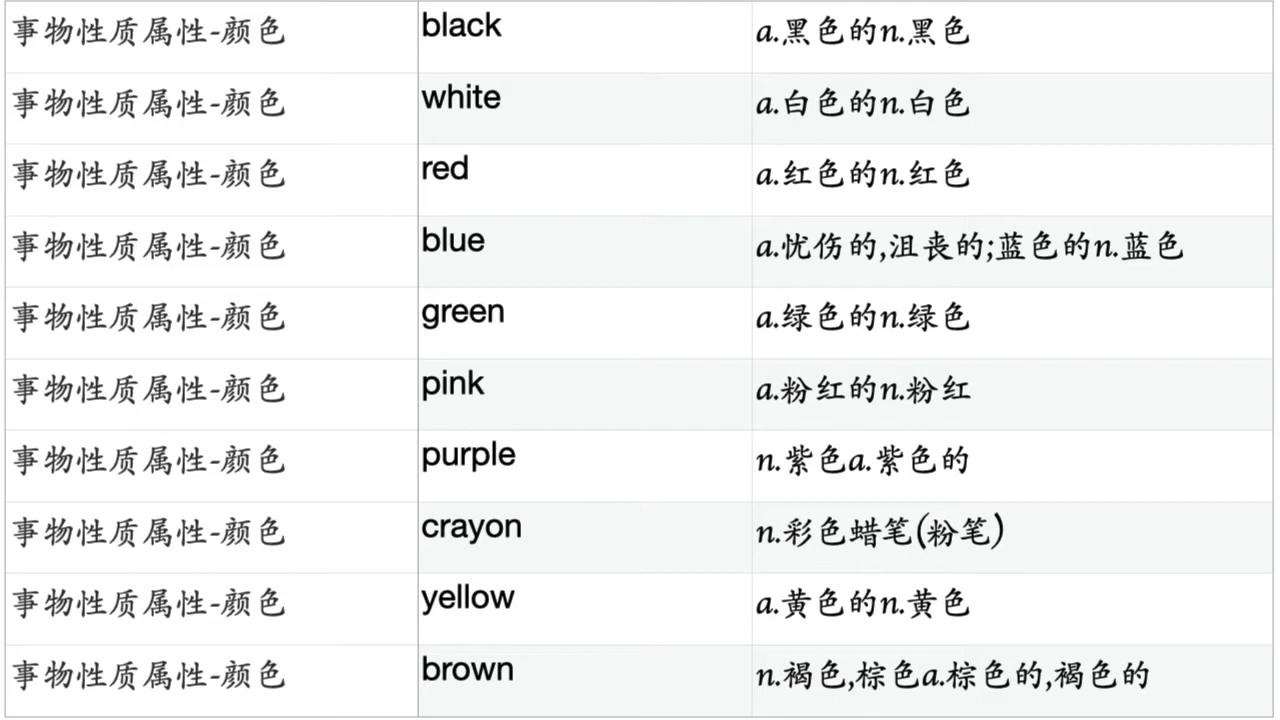 事物性质属性-颜色 black a.黑色的n.黑色
事物性质属性-颜色 white a.白色的n.白色
事物性质属性-颜色 red a.红色的n.红色
事物性质属性-颜色 blue a.忧伤的,沮丧的;蓝色的n.蓝色
事物性质属性-颜色 green a.绿色的n.绿色
事物性质属性-颜色 pink a.粉红的n.粉红
事物性质属性-颜色 purple n.紫色a.紫色的
事物性质属性-颜色 crayon n.彩色蜡笔(粉笔)
事物性质属性-颜色 yellow a.黄色的n.黄色
事物性质属性-颜色 brown n.褐色,棕色a.棕色的,褐色的